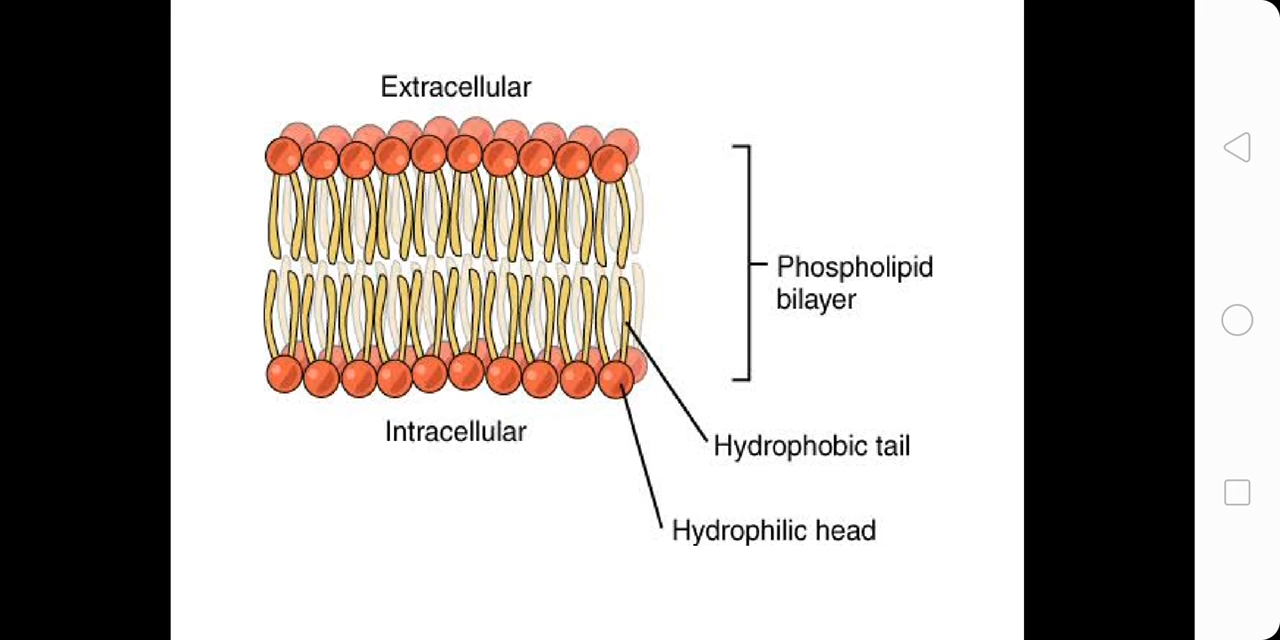 Extracellular
Phospholipid
bilayer
Intracellular
Hydrophobic tail
Hydrophilic head